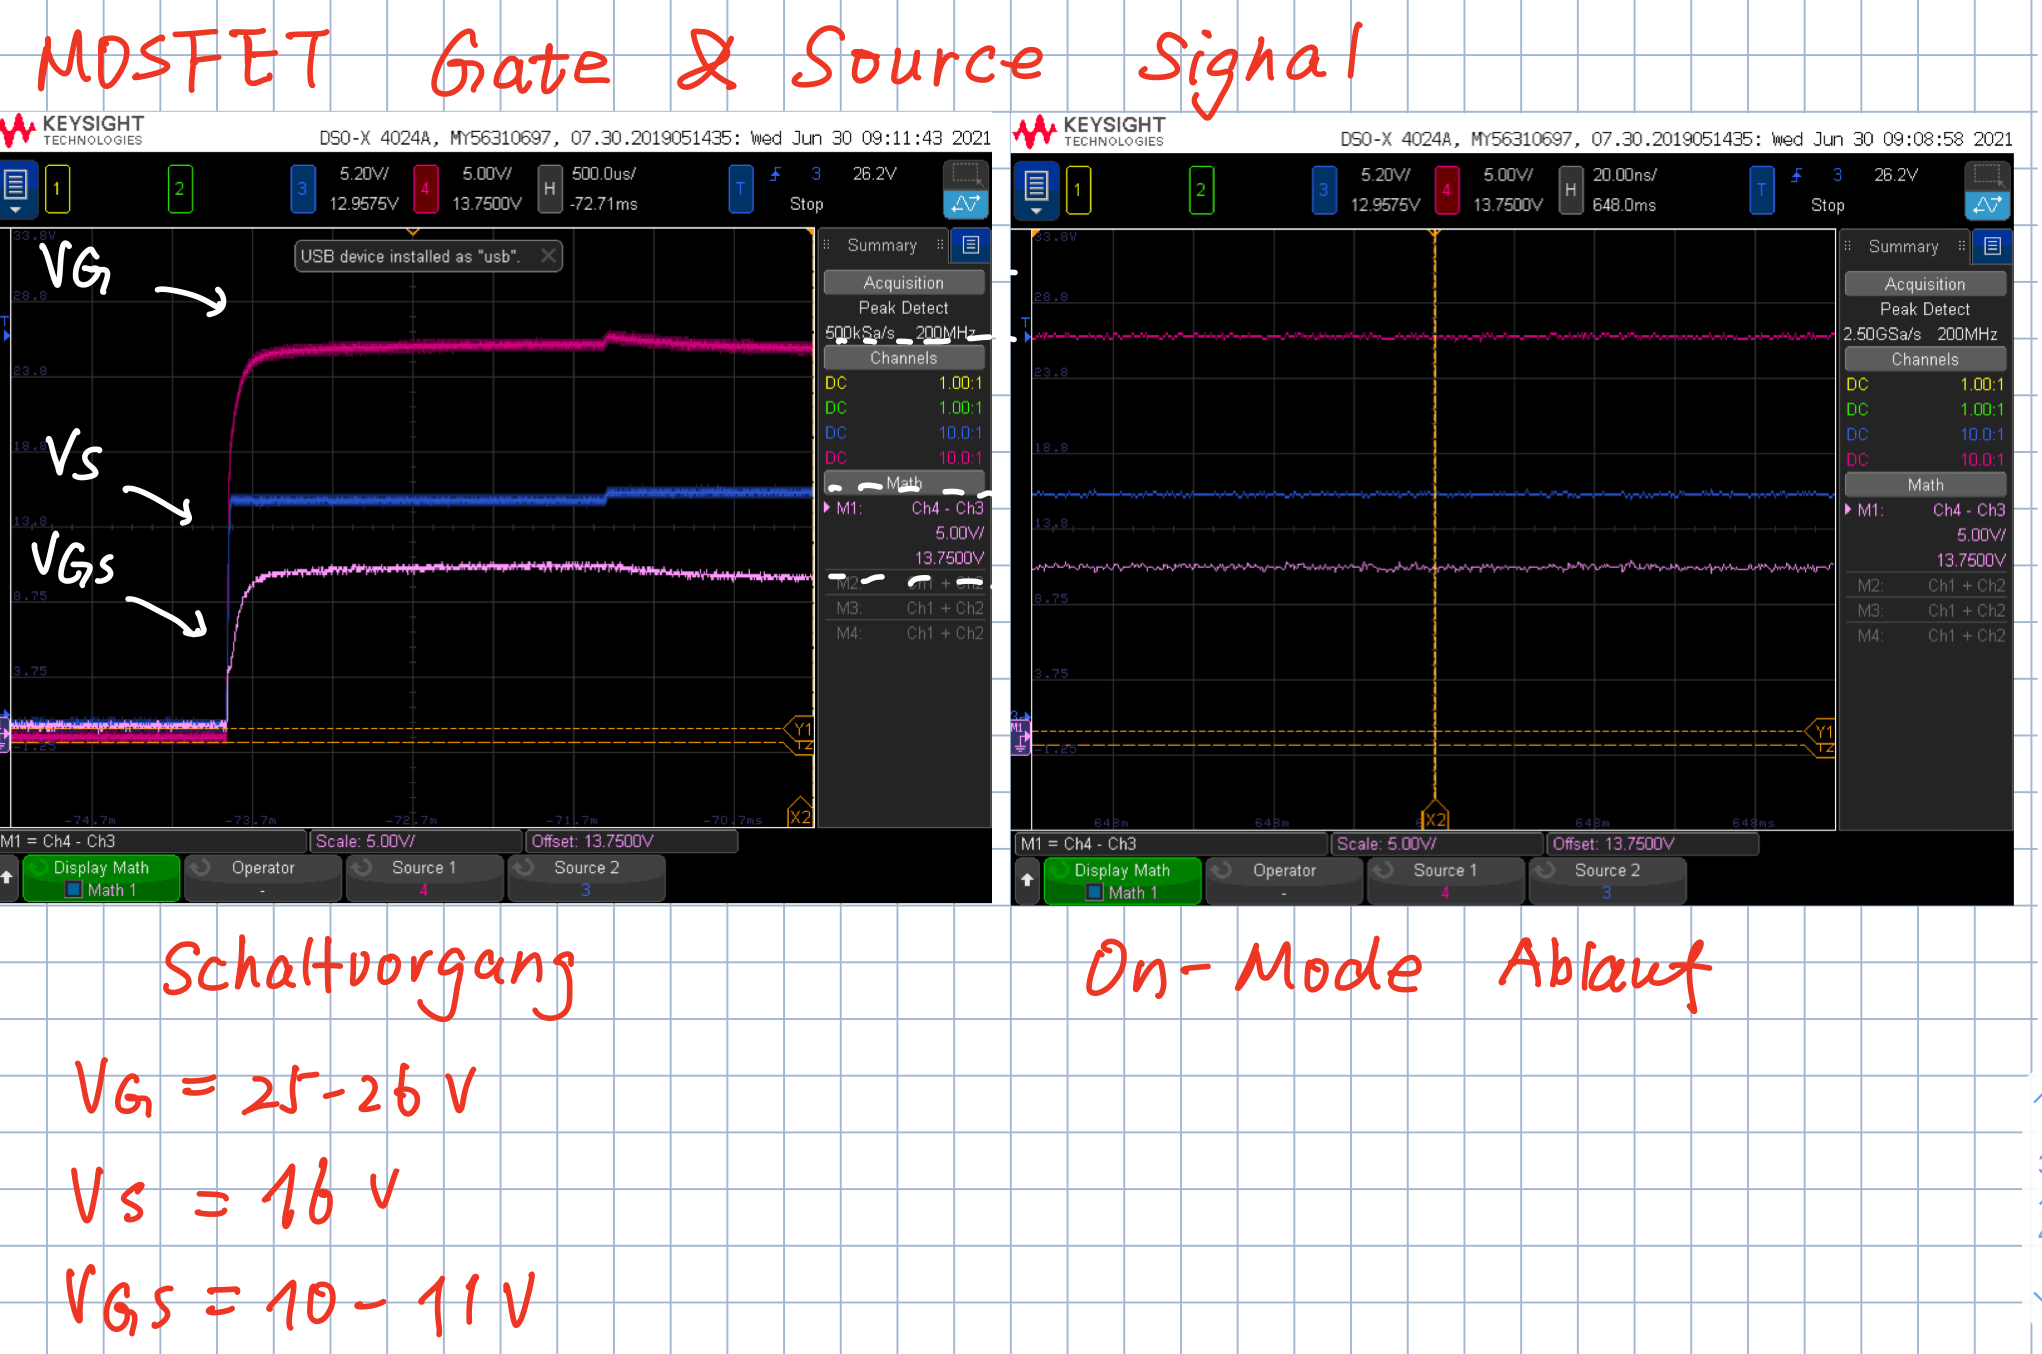 MOSFET Gate & Source Signal
KEYSIGHT
TECHNOLOGIES
DSO-X 4024A, MY56310697, 07.30.2019051435: Wed Jun 30 09:11:43 2021
1 2 3 5.20V/ 4 5.00V/ H 500.0us/ T 3 26.2V
12.9575V 13.7500V -72.71ms Stop
33.8V
USB device installed as "usb".
VG
28.8
23.8
18.8
VS
13.8
VGS
8.75
3.75
-1.25
Y1
X2
-74.7m -73.7m -72.7m -71.7m -70.7ms
Summary
Acquisition
Peak Detect
500kSa/s 200MHz
Channels
DC 1.00:1
DC 1.00:1
DC 10.0:1
DC 10.0:1
Math
M1: Ch4 - Ch3
5.00V/
13.7500V
M2: Ch1 + Ch2
M3: Ch1 + Ch2
M4: Ch1 + Ch2
M1 = Ch4 - Ch3 Scale: 5.00V/ Offset: 13.7500V
Display Math Operator Source 1 Source 2
Math 1 - 4 3
KEYSIGHT
TECHNOLOGIES
DSO-X 4024A, MY56310697, 07.30.2019051435: Wed Jun 30 09:08:58 2021
1 2 3 5.20V/ 4 5.00V/ H 20.00ns/ T 3 26.2V
12.9575V 13.7500V 648.0ms Stop
33.8V
28.8
23.8
18.8
13.8
8.75
3.75
-1.25
M1
Y1
X2
648m 648m 648m 648ms
Summary
Acquisition
Peak Detect
2.50GSa/s 200MHz
Channels
DC 1.00:1
DC 1.00:1
DC 10.0:1
DC 10.0:1
Math
M1: Ch4 - Ch3
5.00V/
13.7500V
M2: Ch1 + Ch2
M3: Ch1 + Ch2
M4: Ch1 + Ch2
M1 = Ch4 - Ch3 Scale: 5.00V/ Offset: 13.7500V
Display Math Operator Source 1 Source 2
Math 1 - 4 3
Schaltvorgang
On-Mode Ablauf
VG = 25-26 V
VS = 16 V
VGS = 10-11 V